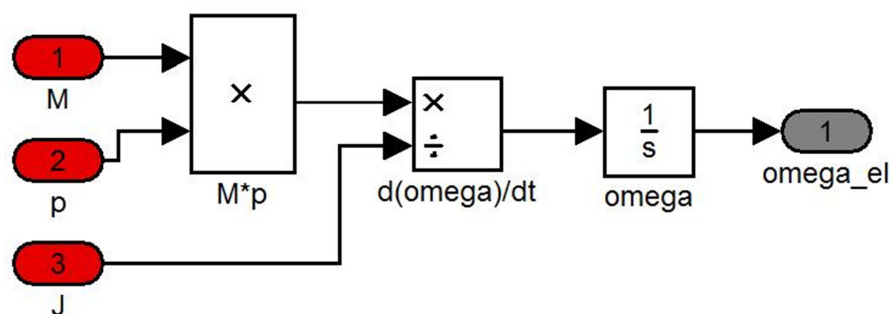 1
M
2
p
3
J
×
M*p
×
÷
d(omega)/dt
1
s
omega
1
omega_el